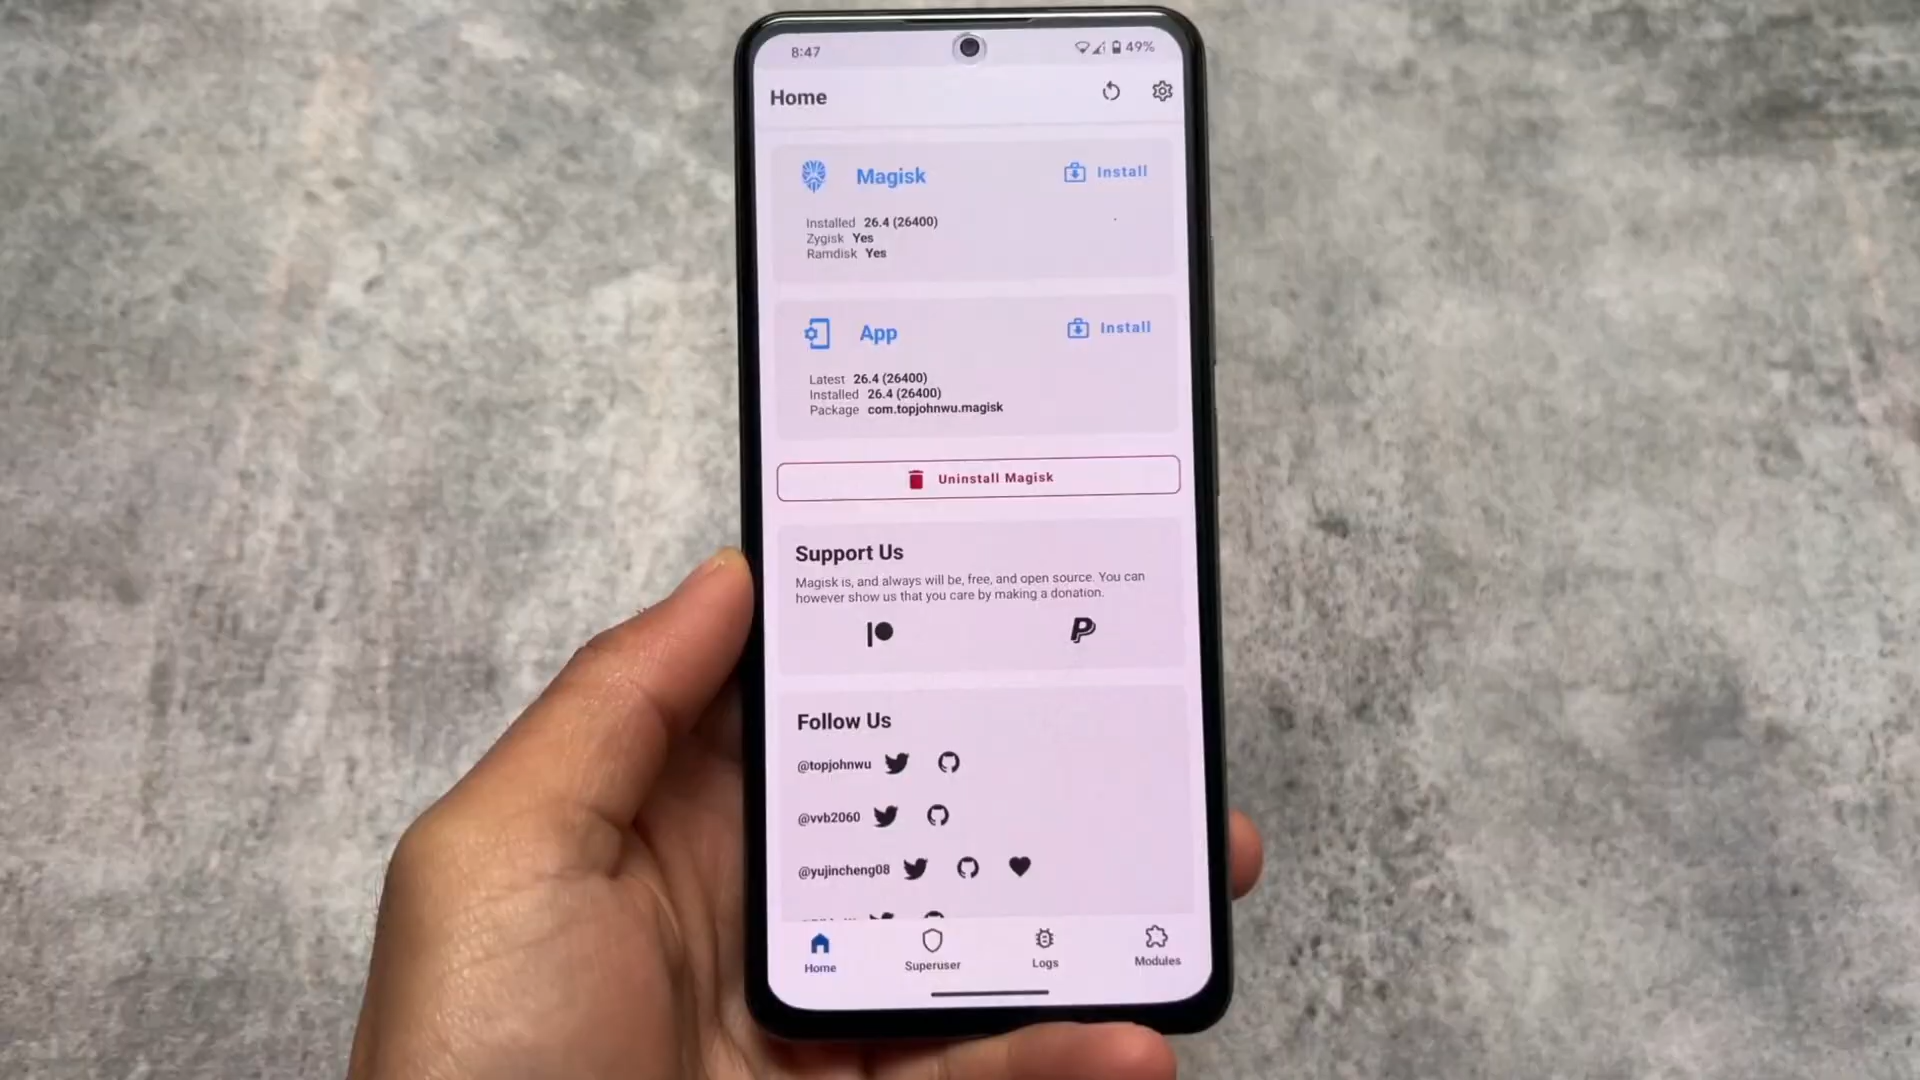 8:47
49%
Home
Magisk
Install
Installed 26.4 (26400)
Zygisk Yes
Ramdisk Yes
App
Install
Latest 26.4 (26400)
Installed 26.4 (26400)
Package com.topjohnwu.magisk
Uninstall Magisk
Support Us
Magisk is, and always will be, free, and open source. You can
however show us that you care by making a donation.
Follow Us
@topjohnwu
@vvb2060
@yujincheng08
Home
Superuser
Logs
Modules